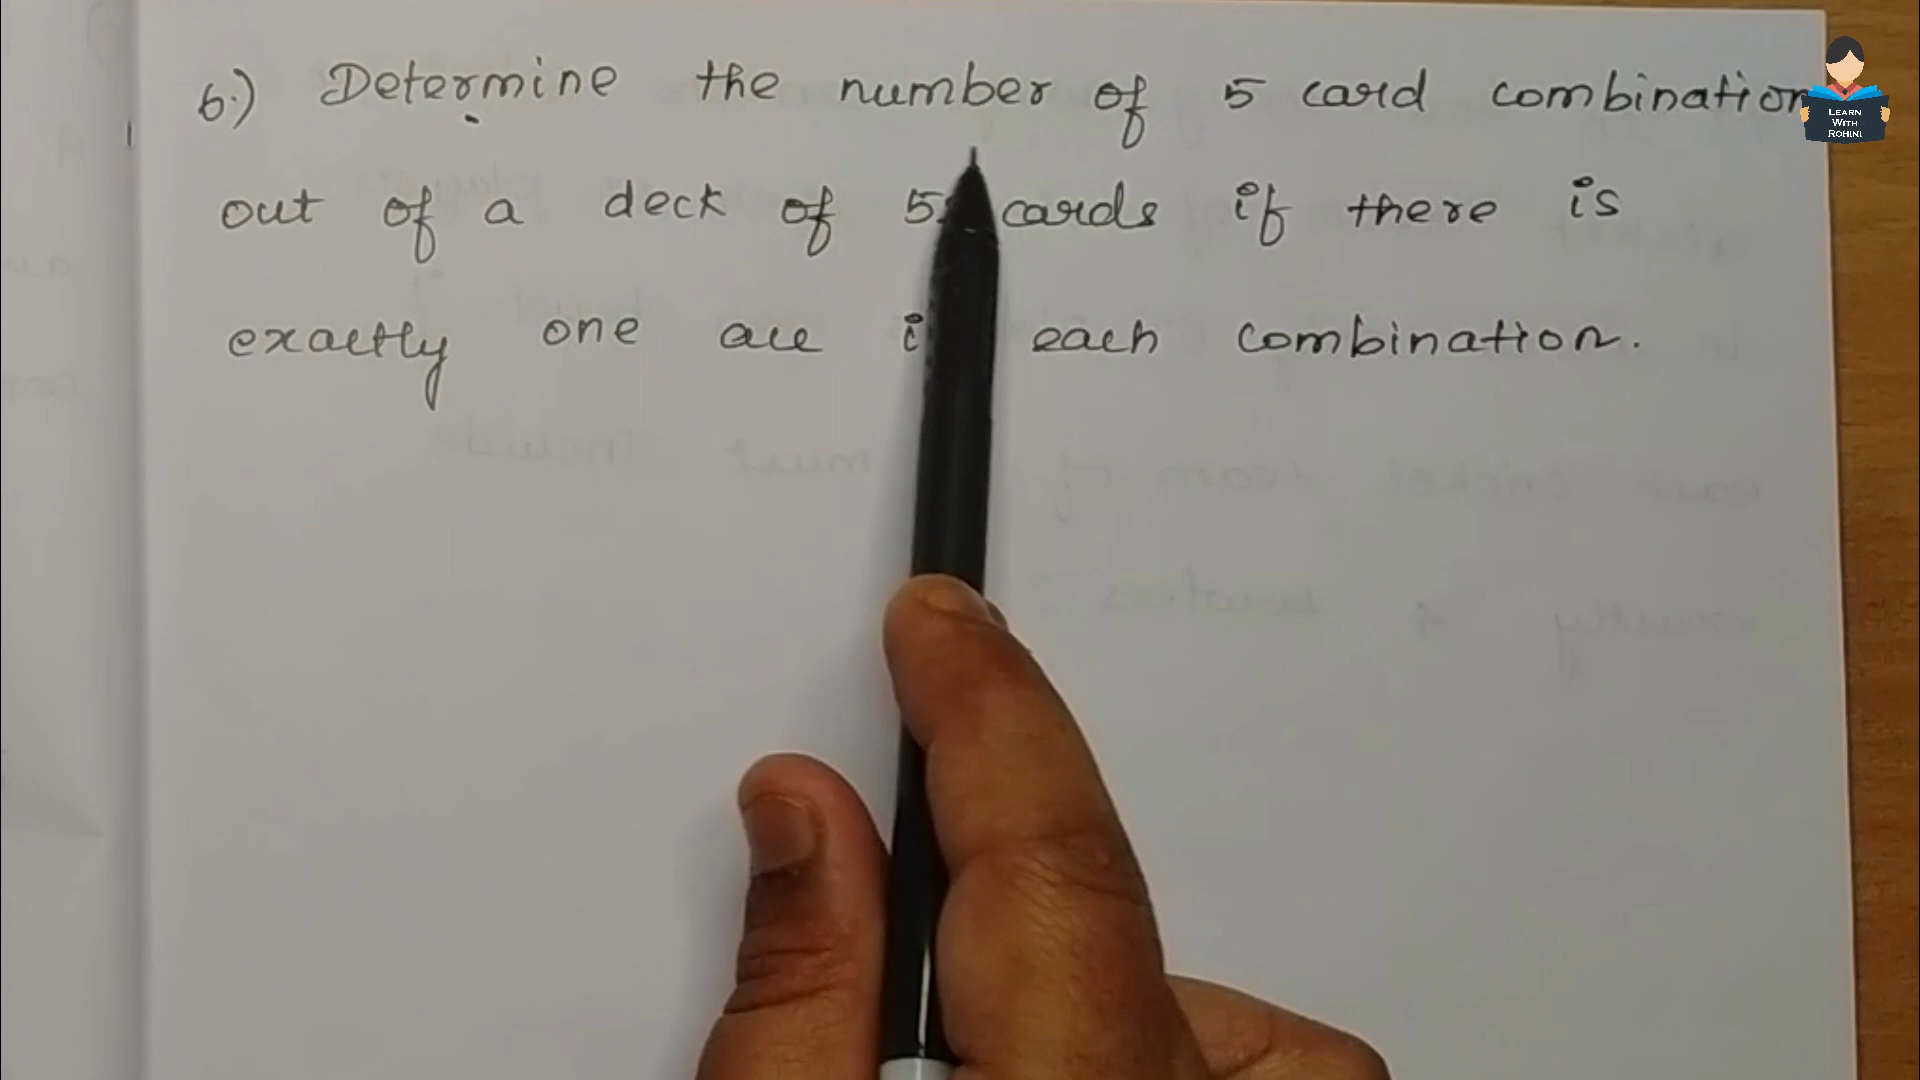 6.) Determine the number of 5 card combination
out of a deck of 5 cards if there is
exactly one ace i each combination.
LEARN
WITH
ROHINI